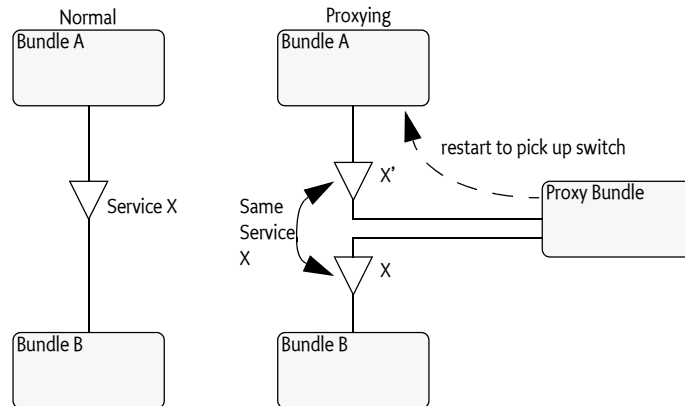 Normal
Proxying
Bundle A
Bundle A
restart to pick up switch
X’
Proxy Bundle
Service X
Same
Service
X
X
Bundle B
Bundle B